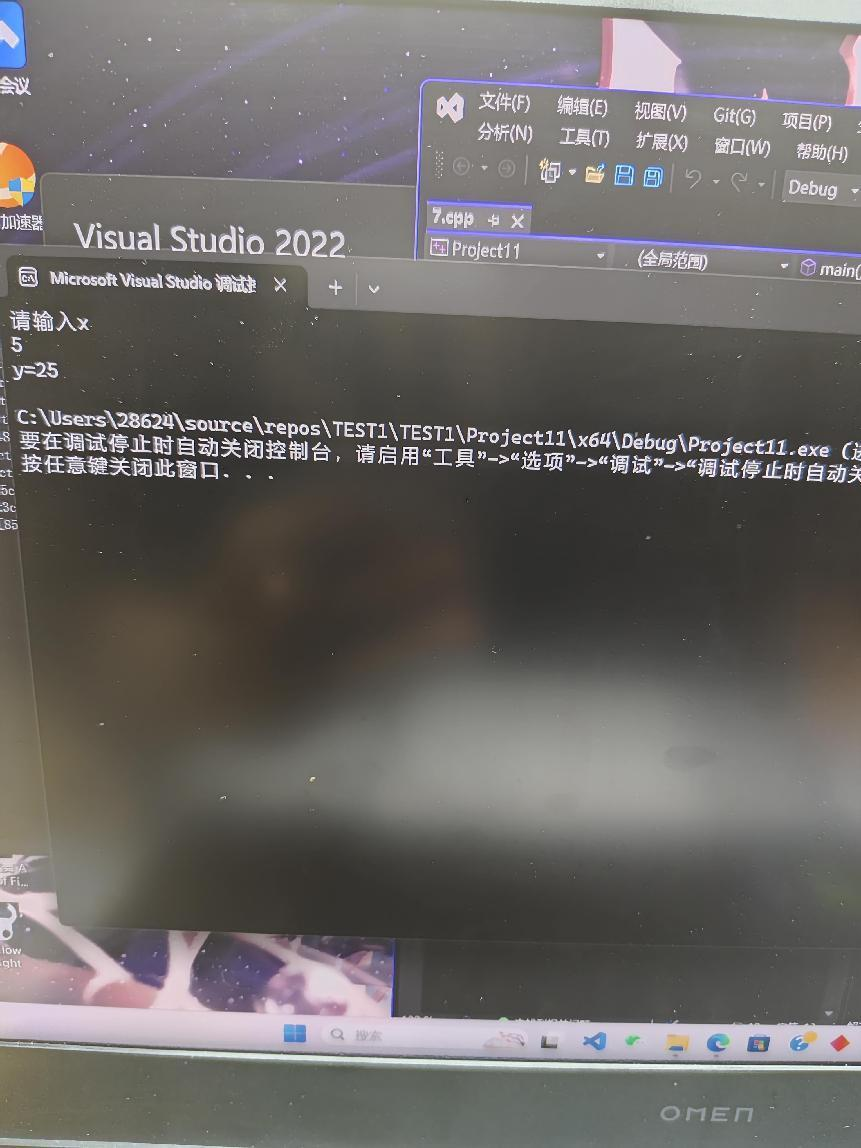 会议
加速器
文件(F) 编辑(E) 视图(V) Git(G) 项目(P)
分析(N) 工具(T) 扩展(X) 窗口(W) 帮助(H)
Debug
7.cpp
Project11 (全局范围) main(
Visual Studio 2022
Microsoft Visual Studio 调试
请输入x
5
y=25
C:\Users\28624\source\repos\TEST1\TEST1\Project11\x64\Debug\Project11.exe
要在调试停止时自动关闭控制台，请启用“工具”->“选项”->“调试”->“调试停止时自动关
按任意键关闭此窗口. . .
搜索
OMEN